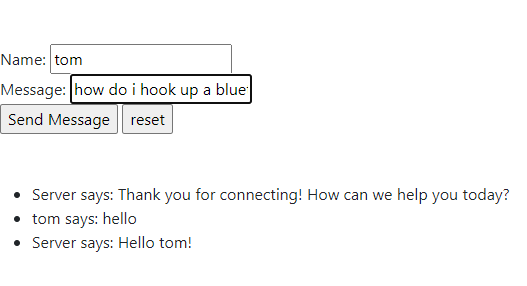 Name: tom
Message: how do i hook up a blue
Send Message reset
Server says: Thank you for connecting! How can we help you today?
tom says: hello
Server says: Hello tom!